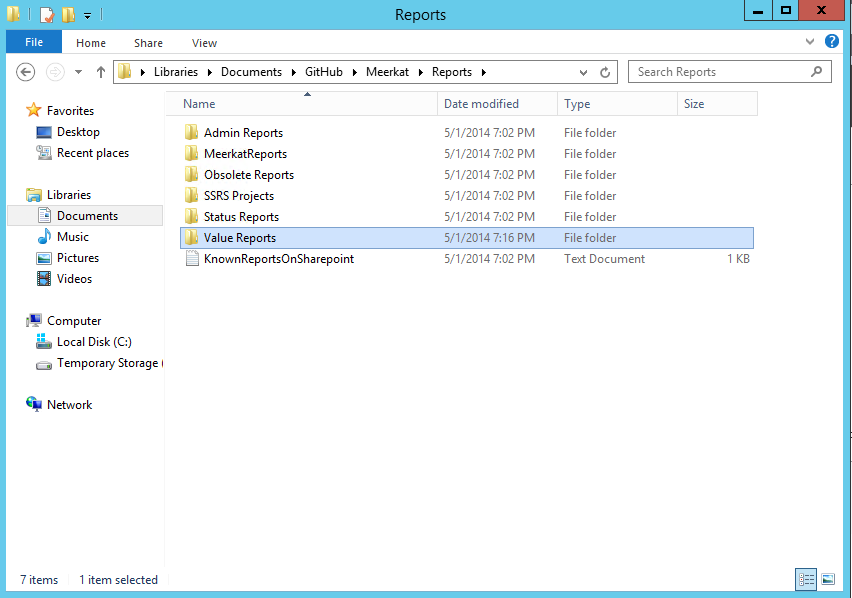 Reports
File Home Share View
Libraries Documents GitHub Meerkat Reports
Search Reports
Name Date modified Type Size
Favorites
Desktop
Recent places
Libraries
Documents
Music
Pictures
Videos
Computer
Local Disk (C:)
Temporary Storage (
Network
Admin Reports 5/1/2014 7:02 PM File folder
MeerkatReports 5/1/2014 7:02 PM File folder
Obsolete Reports 5/1/2014 7:02 PM File folder
SSRS Projects 5/1/2014 7:02 PM File folder
Status Reports 5/1/2014 7:02 PM File folder
Value Reports 5/1/2014 7:16 PM File folder
KnownReportsOnSharepoint 5/1/2014 7:02 PM Text Document 1 KB
7 items 1 item selected